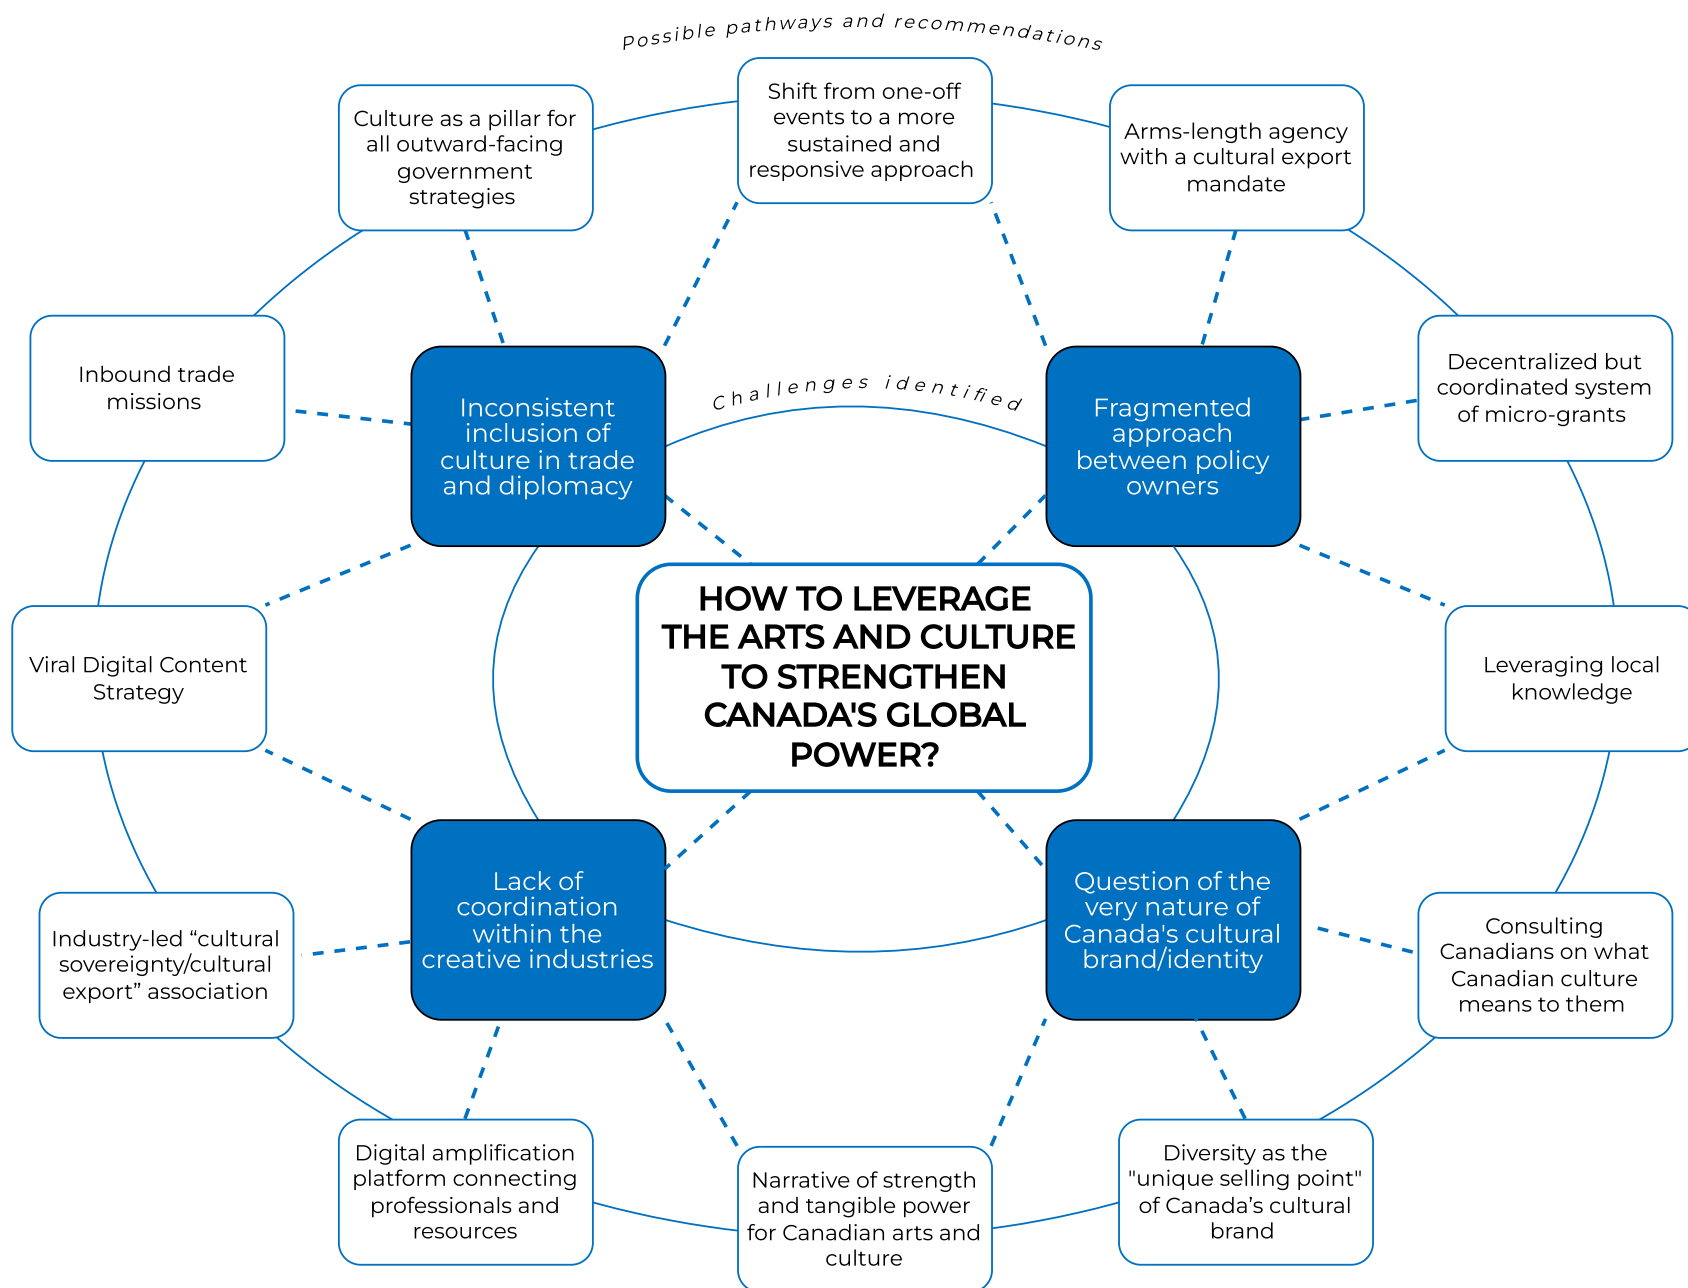 Possible pathways and recommendations
Culture as a pillar for
all outward-facing
government
strategies
Shift from one-off
events to a more
sustained and
responsive approach
Arms-length agency
with a cultural export
mandate
Inbound trade
missions
Decentralized but
coordinated system
of micro-grants
Challenges identified
Inconsistent
inclusion of
culture in trade
and diplomacy
Fragmented
approach
between policy
owners
HOW TO LEVERAGE
THE ARTS AND CULTURE
TO STRENGTHEN
CANADA'S GLOBAL
POWER?
Viral Digital Content
Strategy
Leveraging local
knowledge
Lack of
coordination
within the
creative industries
Question of the
very nature of
Canada's cultural
brand/identity
Industry-led “cultural
sovereignty/cultural
export” association
Consulting
Canadians on what
Canadian culture
means to them
Digital amplification
platform connecting
professionals and
resources
Narrative of strength
and tangible power
for Canadian arts and
culture
Diversity as the
"unique selling point"
of Canada’s cultural
brand